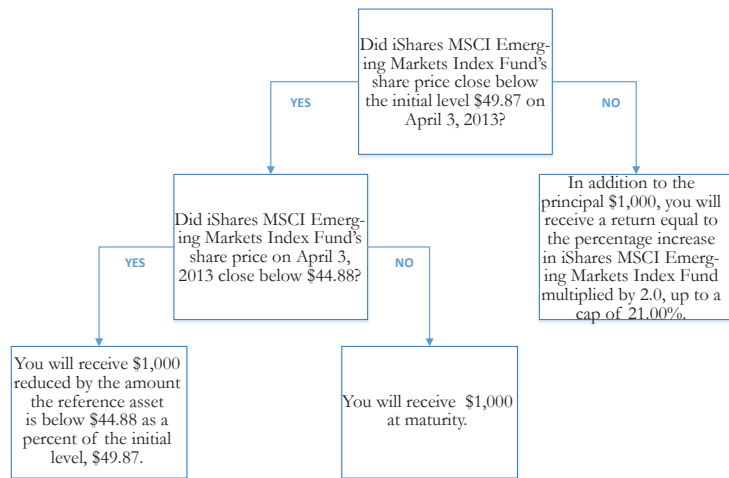 Did iShares MSCI Emerg-
ing Markets Index Fund's
share price close below
the initial level $49.87 on
April 3, 2013?
YES
NO
Did iShares MSCI Emerg-
ing Markets Index Fund's
share price on April 3,
2013 close below $44.88?
In addition to the
principal $1,000, you will
receive a return equal to
the percentage increase
in iShares MSCI Emerg-
ing Markets Index Fund
multiplied by 2.0, up to a
cap of 21.00%.
YES
NO
You will receive $1,000
reduced by the amount
the reference asset
is below $44.88 as a
percent of the initial
level, $49.87.
You will receive $1,000
at maturity.